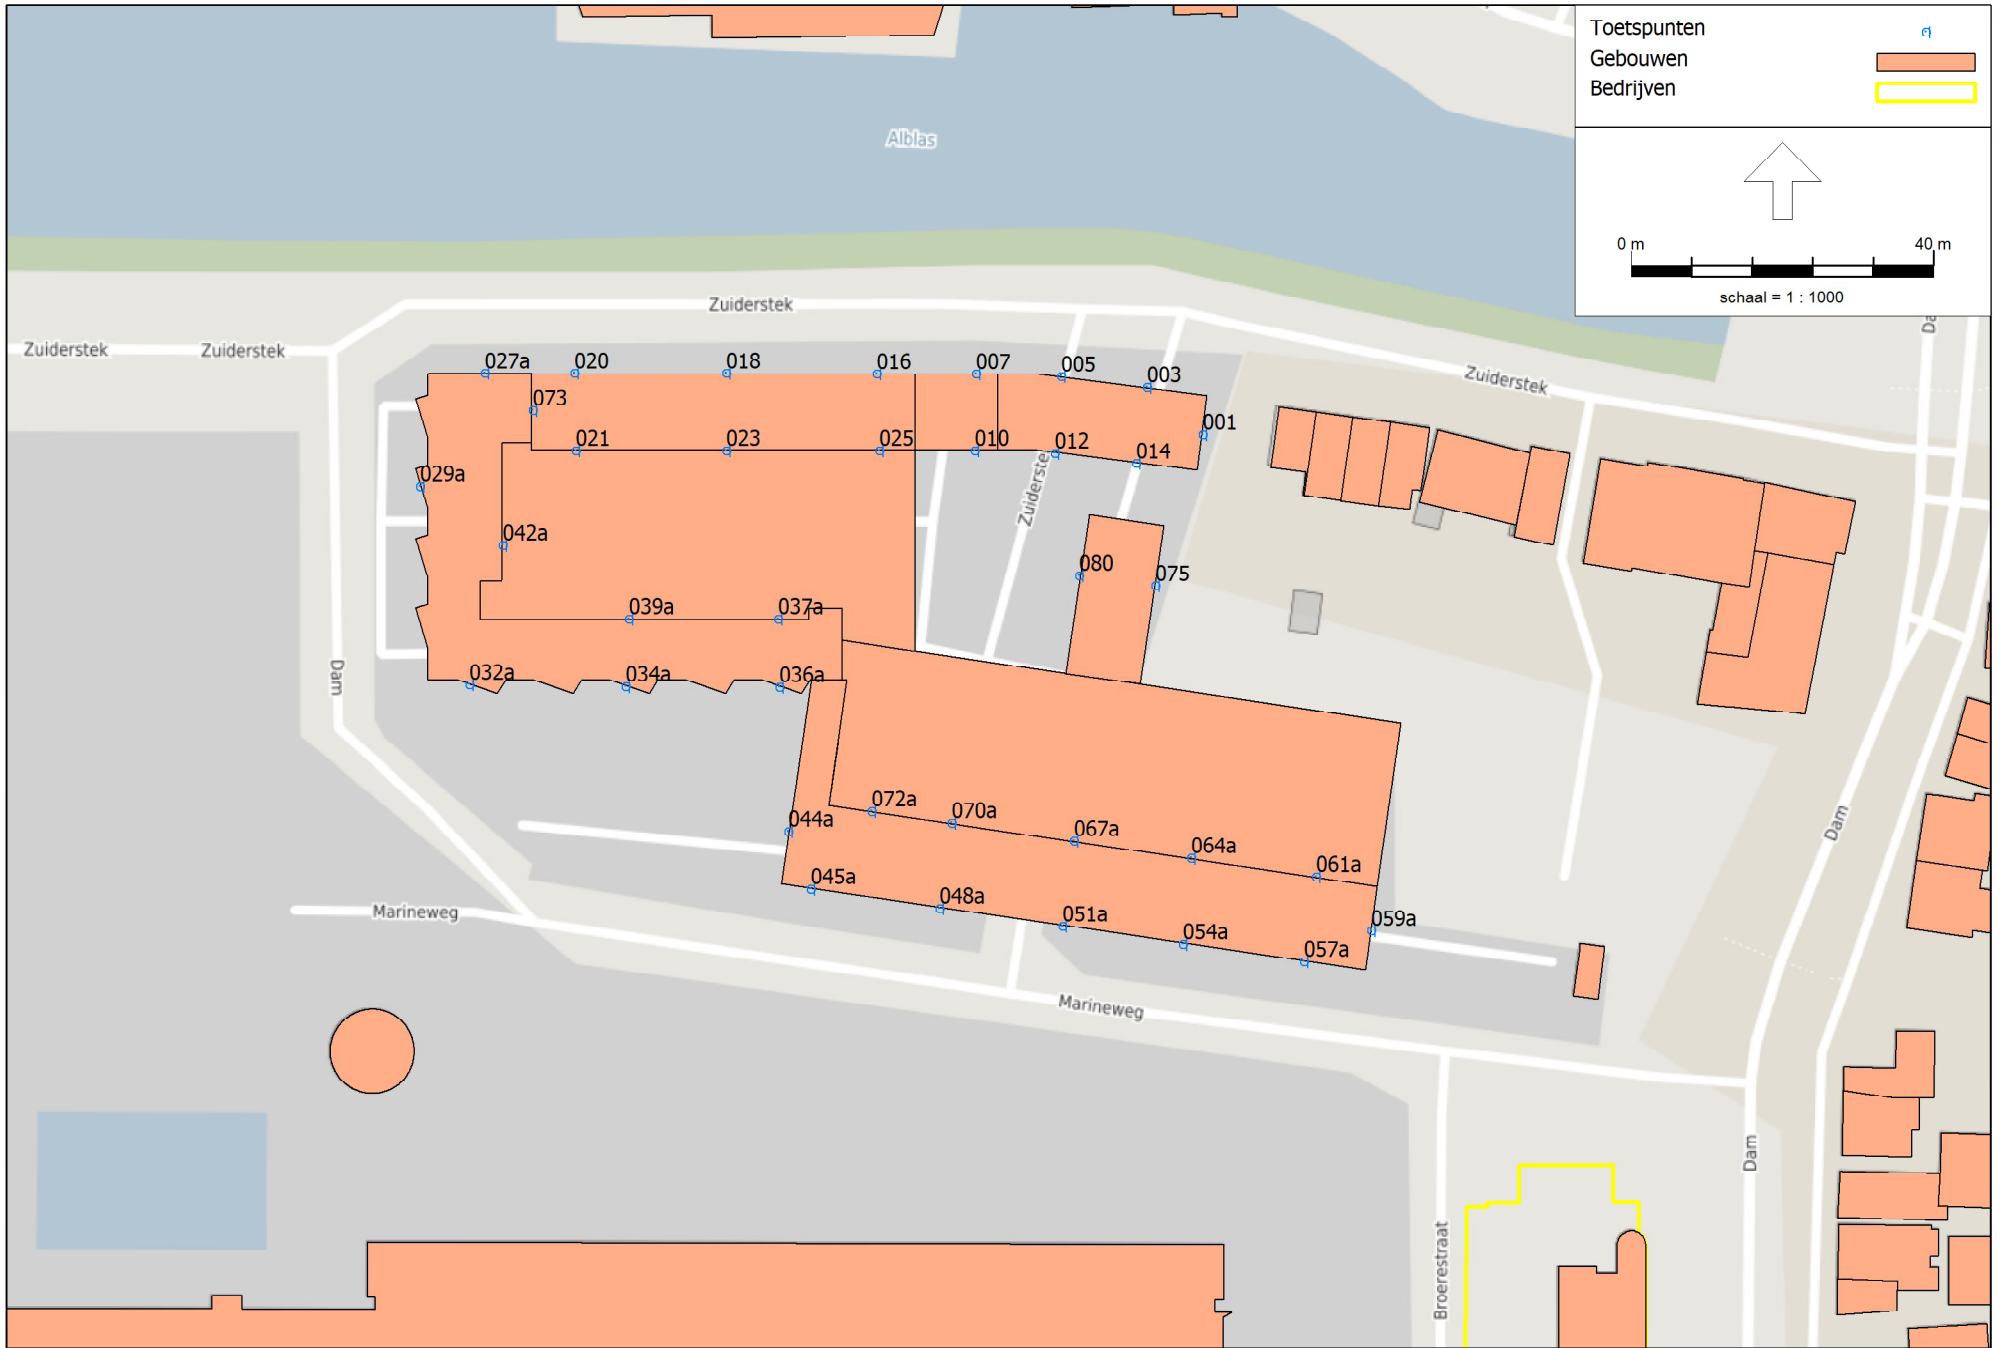 Toetspunten
Gebouwen
Bedrijven
0 m 40 m
schaal = 1 : 1000
Alblas
Zuiderstek
Zuiderstek
Zuiderstek
Zuiderstek
027a
020
018
016
007
005
003
073
001
021
023
025
010
012
014
029a
Zuiderste
042a
080
075
039a
037a
032a
034a
036a
Dam
072a
070a
067a
064a
061a
044a
045a
048a
051a
054a
057a
059a
Dam
Marineweg
Marineweg
Dam
Broerestraat
Da